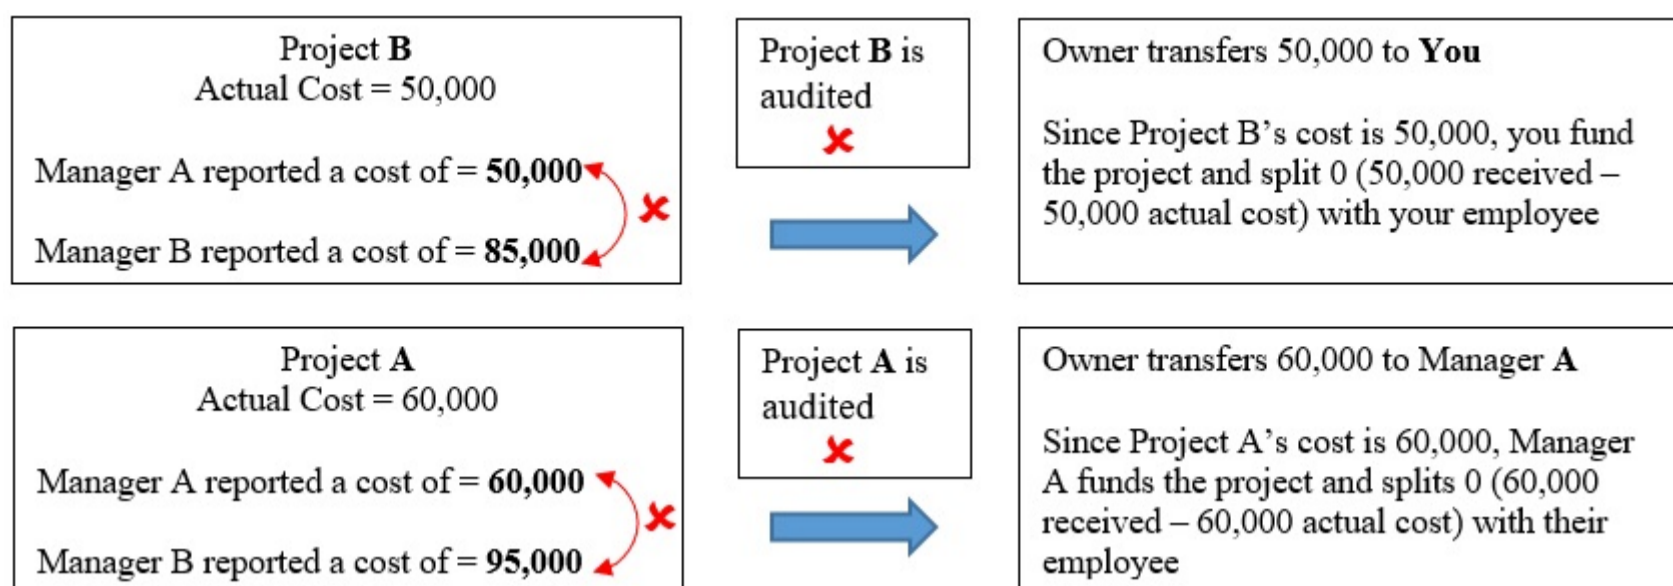 Project B
Actual Cost = 50,000
Manager A reported a cost of = 50,000
Manager B reported a cost of = 85,000
Project B is
audited
Owner transfers 50,000 to You
Since Project B’s cost is 50,000, you fund
the project and split 0 (50,000 received –
50,000 actual cost) with your employee
Project A
Actual Cost = 60,000
Manager A reported a cost of = 60,000
Manager B reported a cost of = 95,000
Project A is
audited
Owner transfers 60,000 to Manager A
Since Project A’s cost is 60,000, Manager
A funds the project and splits 0 (60,000
received – 60,000 actual cost) with their
employee